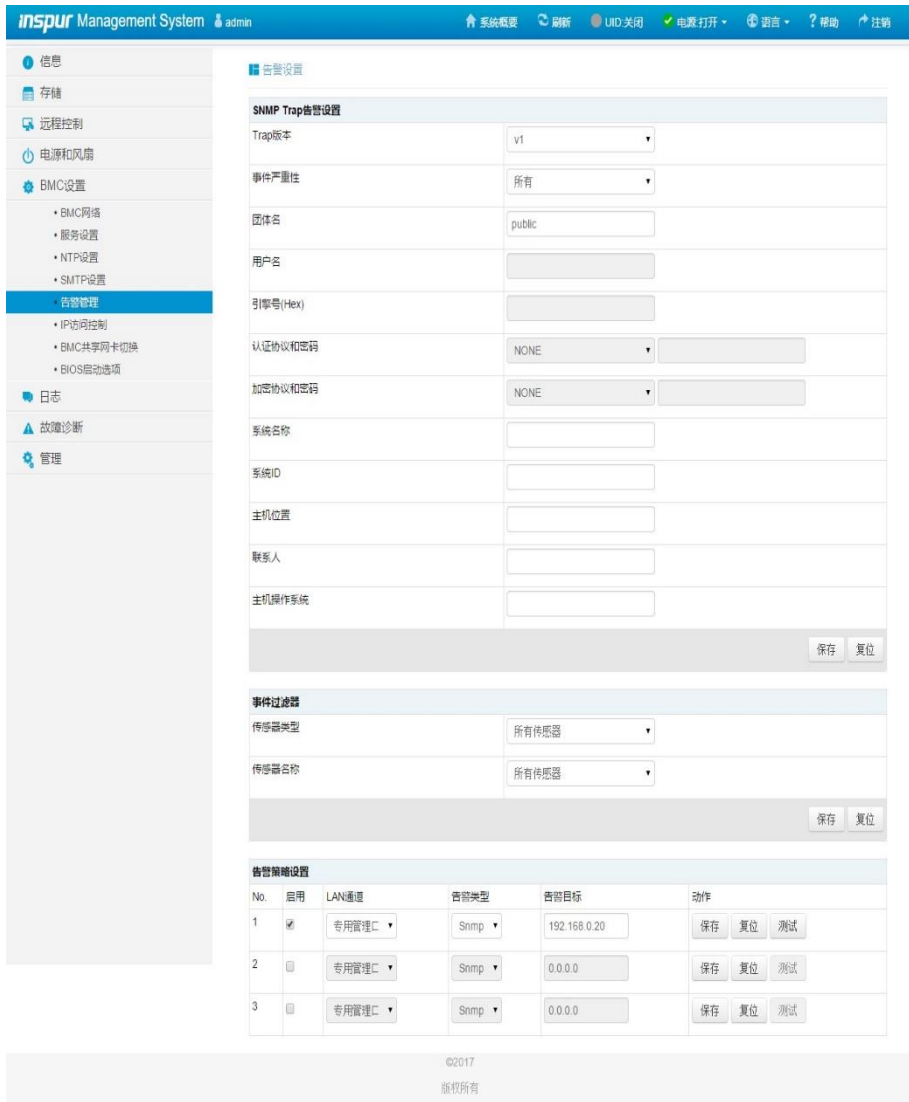 inspur Management System admin 系统概要 刷新 UID:关闭 电源:打开 语言 ? 帮助 注销
信息
存储
远程控制
电源和风扇
BMC设置
• BMC网络
• 服务设置
• NTP设置
• SMTP设置
• 告警管理
• IP访问控制
• BMC共享网卡切换
• BIOS启动选项
日志
故障诊断
管理
告警设置
SNMP Trap告警设置
Trap版本 v1
事件严重性 所有
团体名 public
用户名
引擎号(Hex)
认证协议和密码 NONE
加密协议和密码 NONE
系统名称
系统ID
主机位置
联系人
主机操作系统
保存 复位
事件过滤器
传感器类型 所有传感器
传感器名称 所有传感器
保存 复位
告警策略设置
No. 启用 LAN通道 告警类型 告警目标 动作
1 专用管理口 Snmp 192.168.0.20 保存 复位 测试
2 专用管理口 Snmp 0.0.0.0 保存 复位 测试
3 专用管理口 Snmp 0.0.0.0 保存 复位 测试
©2017
版权所有